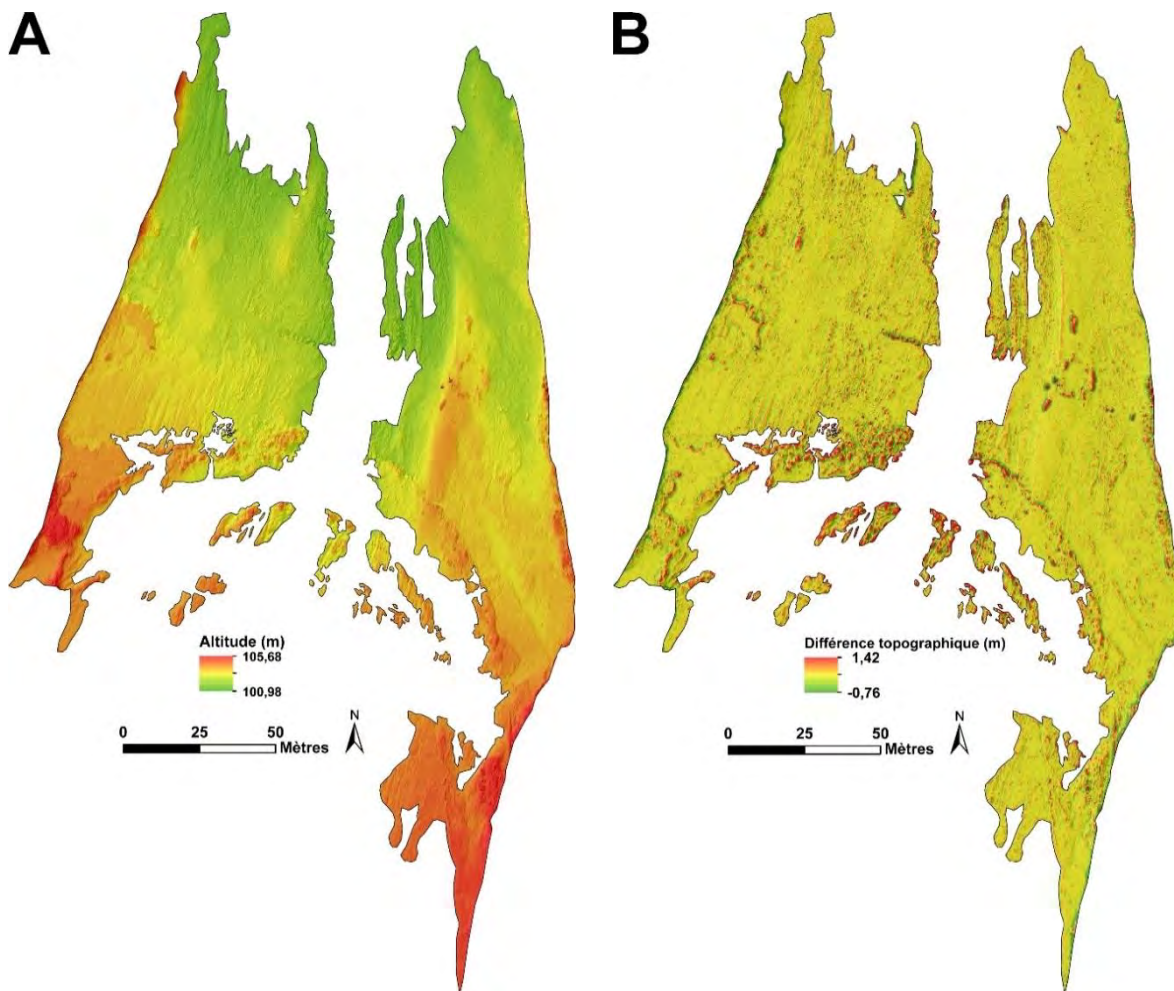 A
B
Altitude (m)
105,68
100,98
N
0 25 50
Mètres
Différence topographique (m)
1,42
-0,76
N
0 25 50
Mètres